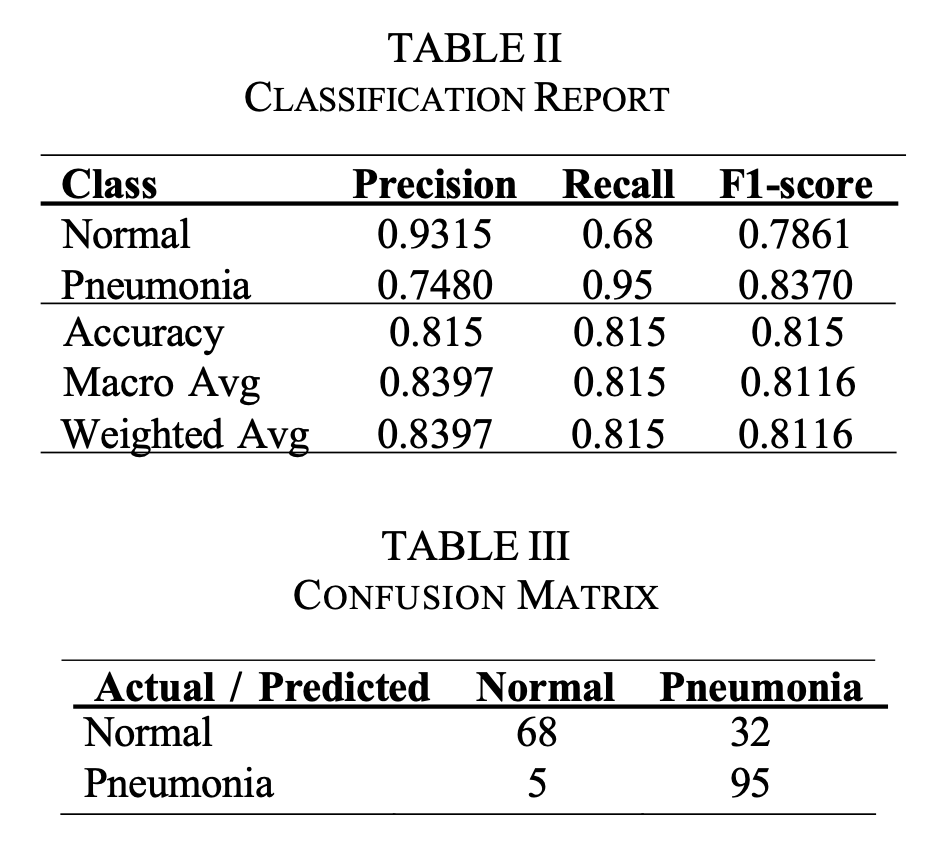 TABLE II
CLASSIFICATION REPORT
Class Precision Recall F1-score
Normal 0.9315 0.68 0.7861
Pneumonia 0.7480 0.95 0.8370
Accuracy 0.815 0.815 0.815
Macro Avg 0.8397 0.815 0.8116
Weighted Avg 0.8397 0.815 0.8116
TABLE III
CONFUSION MATRIX
Actual / Predicted Normal Pneumonia
Normal 68 32
Pneumonia 5 95